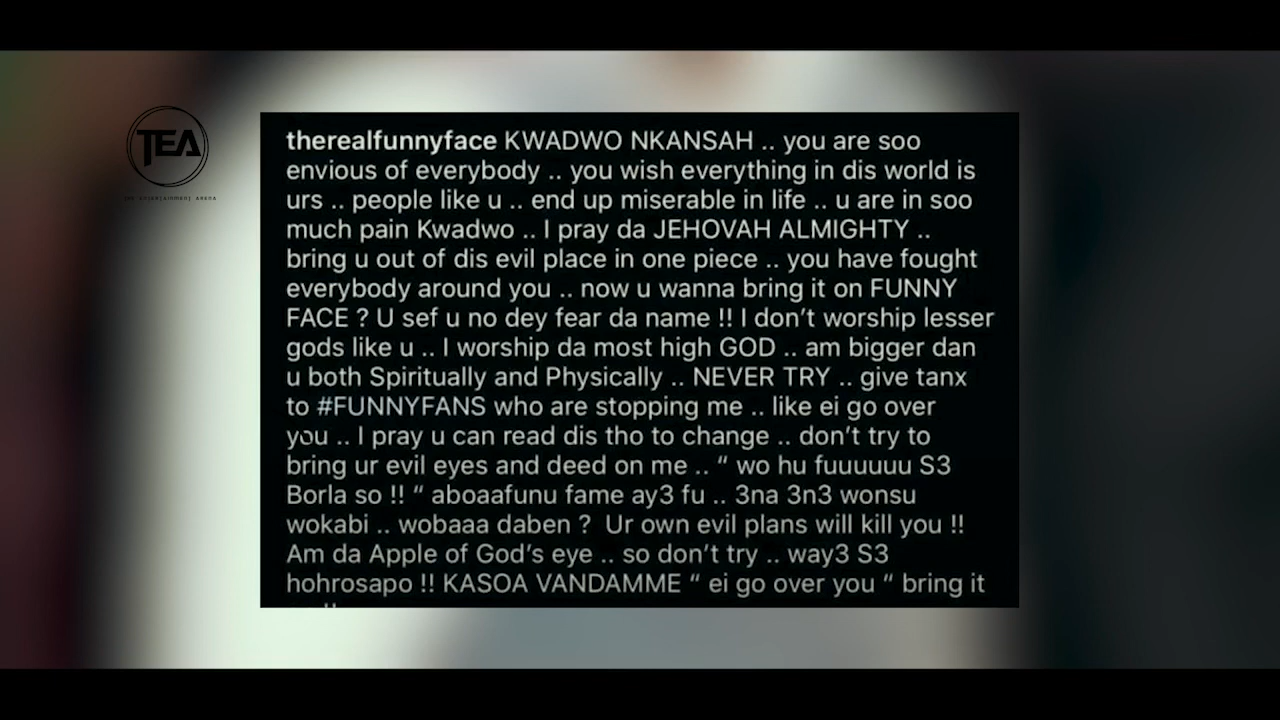 TEA
therealfunnyface KWADWO NKANSAH .. you are soo
envious of everybody .. you wish everything in dis world is
urs .. people like u .. end up miserable in life .. u are in soo
much pain Kwadwo .. I pray da JEHOVAH ALMIGHTY ..
bring u out of dis evil place in one piece .. you have fought
everybody around you .. now u wanna bring it on FUNNY
FACE ? U sef u no dey fear da name !! I don’t worship lesser
gods like u .. I worship da most high GOD .. am bigger dan
u both Spiritually and Physically .. NEVER TRY .. give tanx
to #FUNNYFANS who are stopping me .. like ei go over
you .. I pray u can read dis tho to change .. don’t try to
bring ur evil eyes and deed on me .. “ wo hu fuuuuuu S3
Borla so !! “ aboaafunu fame ay3 fu .. 3na 3n3 wonsu
wokabi .. wobaaa daben ? Ur own evil plans will kill you !!
Am da Apple of God’s eye .. so don’t try .. way3 S3
hohrosapo !! KASOA VANDAMME “ ei go over you “ bring it